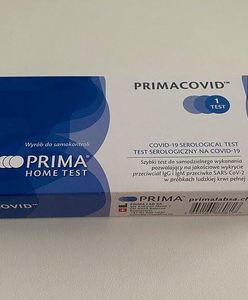 PRIMACOVID™
1
TEST
Wyrób do samokontroli
PRIMA®
HOME TEST
COVID-19 SEROLOGICAL TEST
TEST SEROLOGICZNY NA COVID-19
Szybki test do samodzielnego wykonania
pozwalający na jakościowe wykrycie
przeciwciał IgG i IgM przeciwko SARS-CoV-2
w próbkach ludzkiej krwi pełnej
PRIMA LAB SA
primalabsa.ch